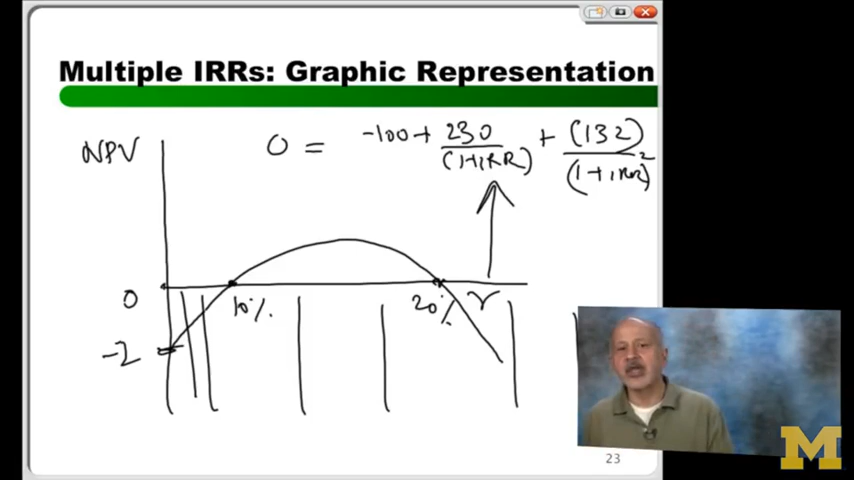 Multiple IRRs: Graphic Representation
NPV
0 = -100 + 230/(1+IRR) + (132)/(1+IRR)²
0
10%
20%
r
-2
23
M